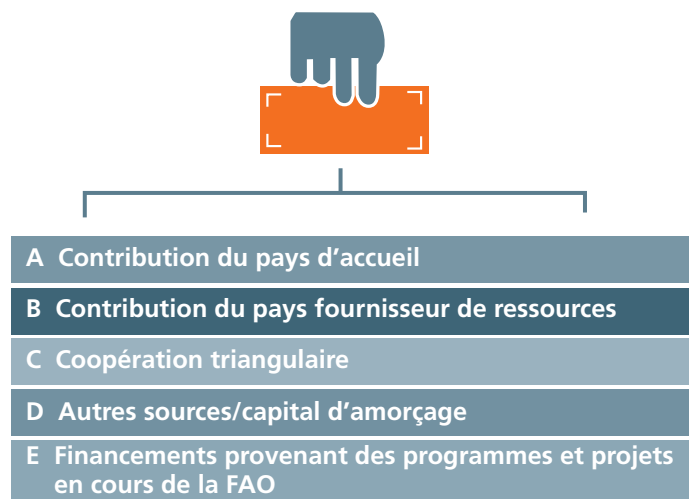 A Contribution du pays d’accueil
B Contribution du pays fournisseur de ressources
C Coopération triangulaire
D Autres sources/capital d’amorçage
E Financements provenant des programmes et projets
en cours de la FAO